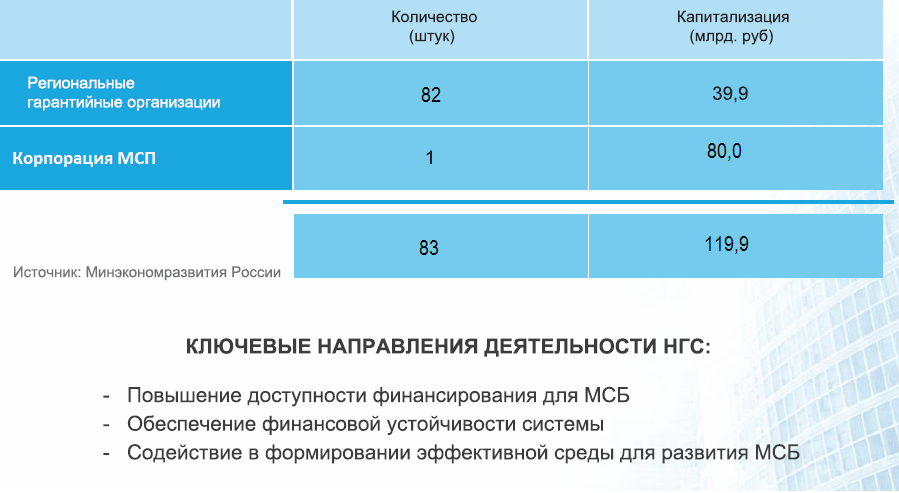 Количество
(штук)
Капитализация
(млрд. руб)
Региональные
гарантийные организации
82
39,9
Корпорация МСП
1
80,0
83
119,9
Источник: Минэкономразвития России
КЛЮЧЕВЫЕ НАПРАВЛЕНИЯ ДЕЯТЕЛЬНОСТИ НГС:
- Повышение доступности финансирования для МСБ
- Обеспечение финансовой устойчивости системы
- Содействие в формировании эффективной среды для развития МСБ